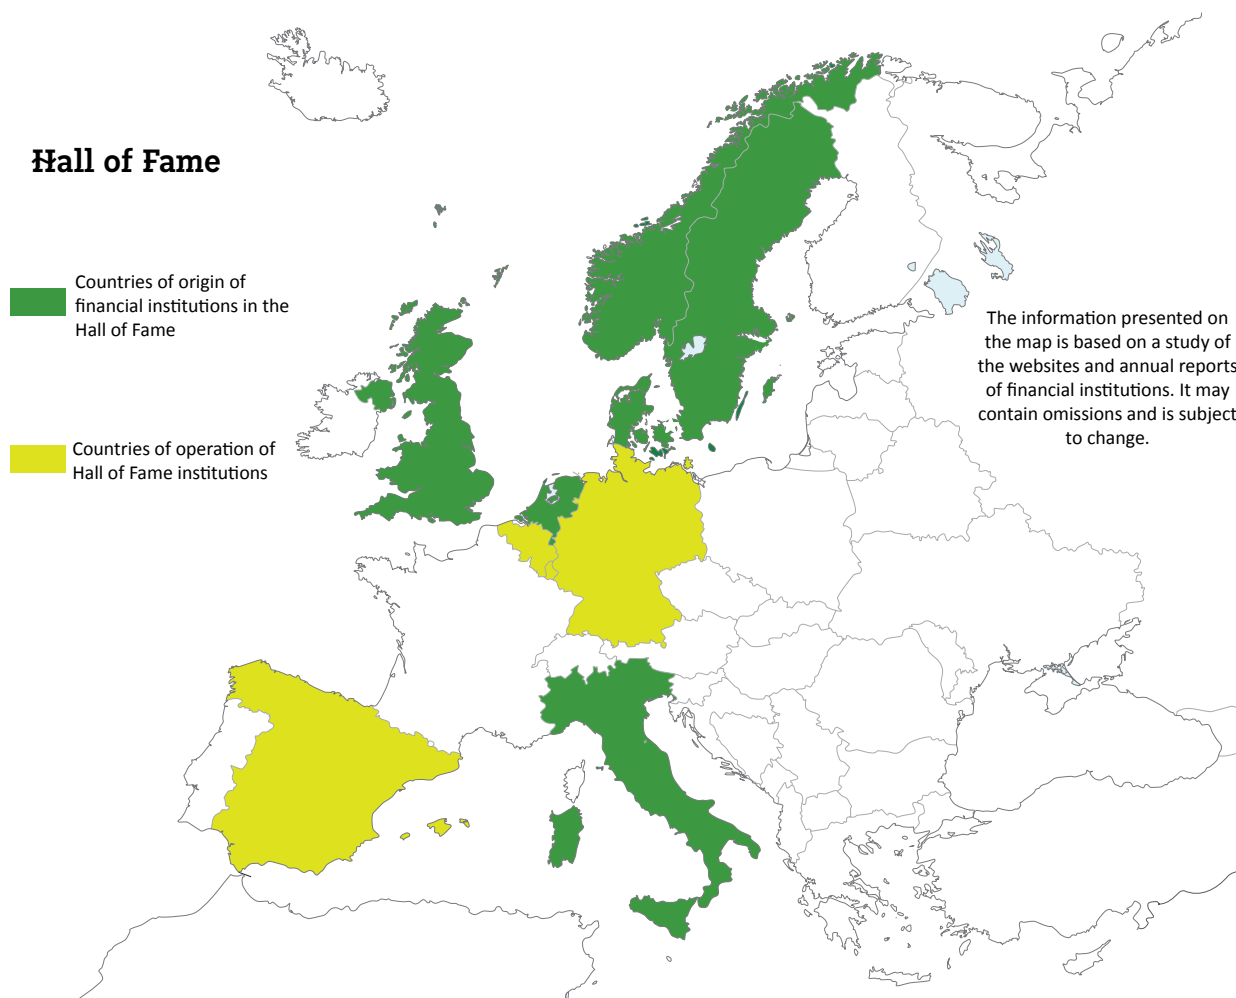 Hall of Fame
Countries of origin of
financial institutions in the
Hall of Fame
Countries of operation of
Hall of Fame institutions
The information presented on
the map is based on a study of
the websites and annual reports
of financial institutions. It may
contain omissions and is subject
to change.